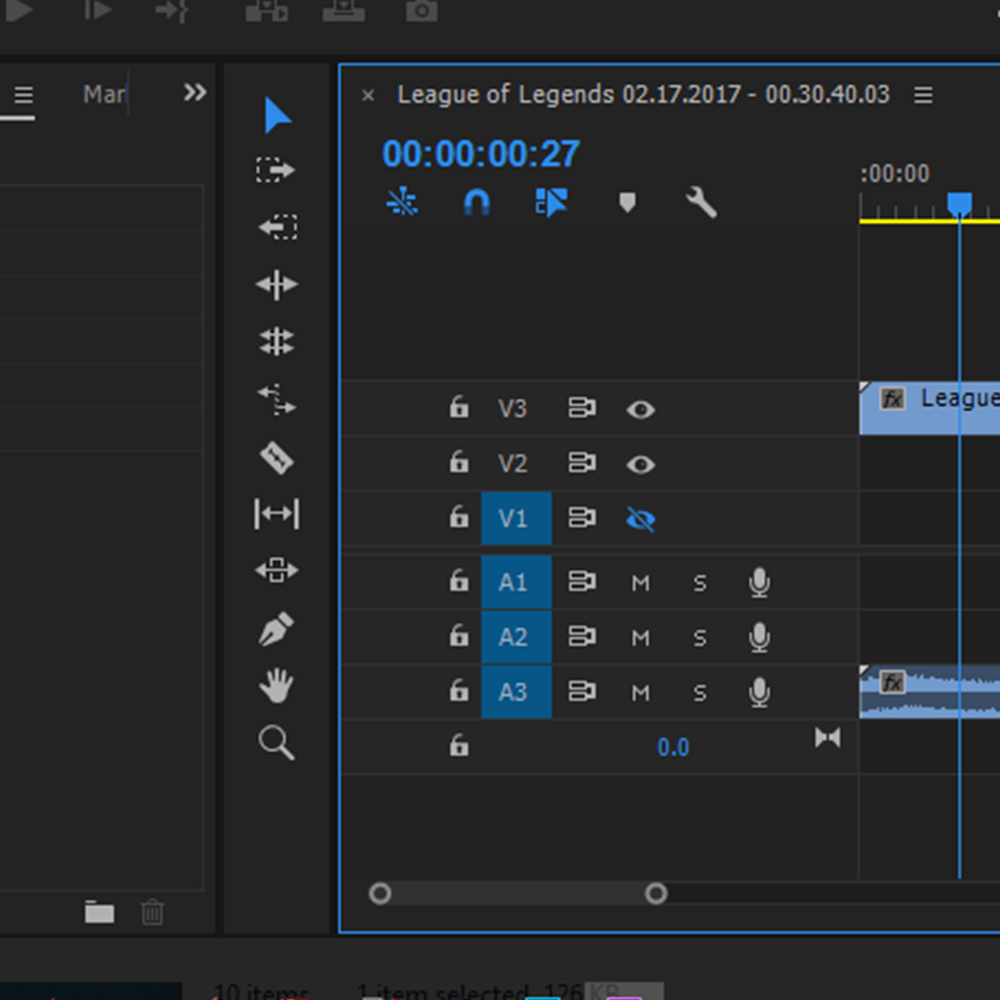 Mar
League of Legends 02.17.2017 - 00.30.40.03
00:00:00:27
:00:00
V3
fx League
V2
V1
A1 M S
A2 M S
A3 M S
fx
0.0
10 items 1 item selected 126 KB